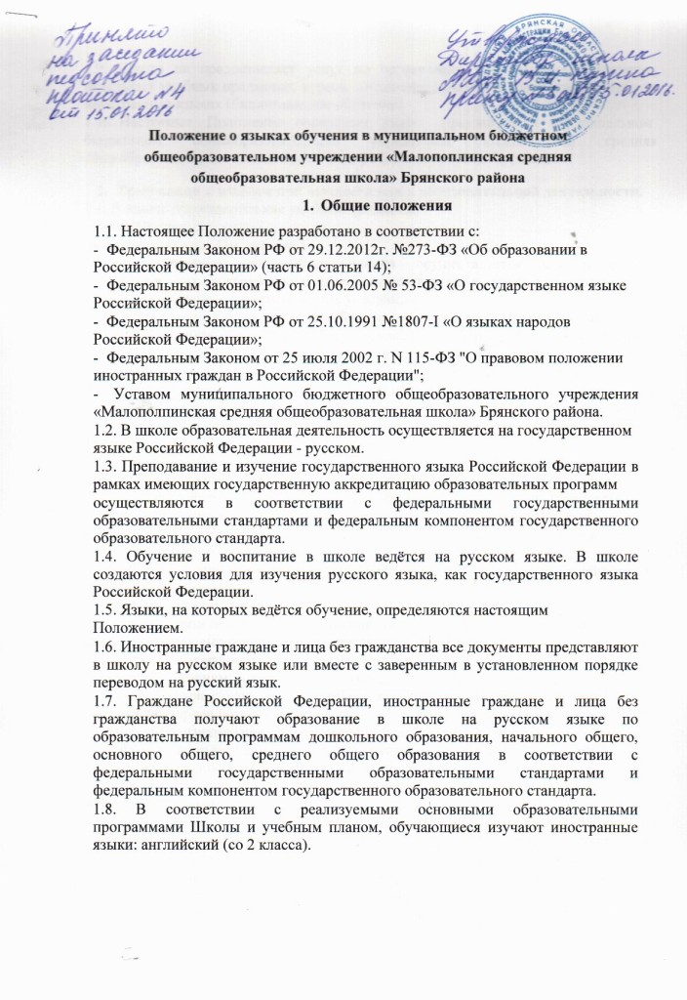 Принято
на заседании
педсовета
протокол №4
от 15.01.2016
Директор школа
15.01.2016.
БРЯНСКАЯ ОБЛАСТЬ
Положение о языках обучения в муниципальном бюджетном
общеобразовательном учреждении «Малопоплинская средняя
общеобразовательная школа» Брянского района
1. Общие положения
1.1. Настоящее Положение разработано в соответствии с:
- Федеральным Законом РФ от 29.12.2012г. №273-ФЗ «Об образовании в
Российской Федерации» (часть 6 статьи 14);
- Федеральным Законом РФ от 01.06.2005 № 53-ФЗ «О государственном языке
Российской Федерации»;
- Федеральным Законом РФ от 25.10.1991 №1807-I «О языках народов
Российской Федерации»;
- Федеральным Законом от 25 июля 2002 г. N 115-ФЗ "О правовом положении
иностранных граждан в Российской Федерации";
- Уставом муниципального бюджетного общеобразовательного учреждения
«Малополпинская средняя общеобразовательная школа» Брянского района.
1.2. В школе образовательная деятельность осуществляется на государственном
языке Российской Федерации - русском.
1.3. Преподавание и изучение государственного языка Российской Федерации в
рамках имеющих государственную аккредитацию образовательных программ
осуществляются в соответствии с федеральными государственными
образовательными стандартами и федеральным компонентом государственного
образовательного стандарта.
1.4. Обучение и воспитание в школе ведётся на русском языке. В школе
создаются условия для изучения русского языка, как государственного языка
Российской Федерации.
1.5. Языки, на которых ведётся обучение, определяются настоящим
Положением.
1.6. Иностранные граждане и лица без гражданства все документы представляют
в школу на русском языке или вместе с заверенным в установленном порядке
переводом на русский язык.
1.7. Граждане Российской Федерации, иностранные граждане и лица без
гражданства получают образование в школе на русском языке по
образовательным программам дошкольного образования, начального общего,
основного общего, среднего общего образования в соответствии с
федеральными государственными образовательными стандартами и
федеральным компонентом государственного образовательного стандарта.
1.8. В соответствии с реализуемыми основными образовательными
программами Школы и учебным планом, обучающиеся изучают иностранные
языки: английский (со 2 класса).